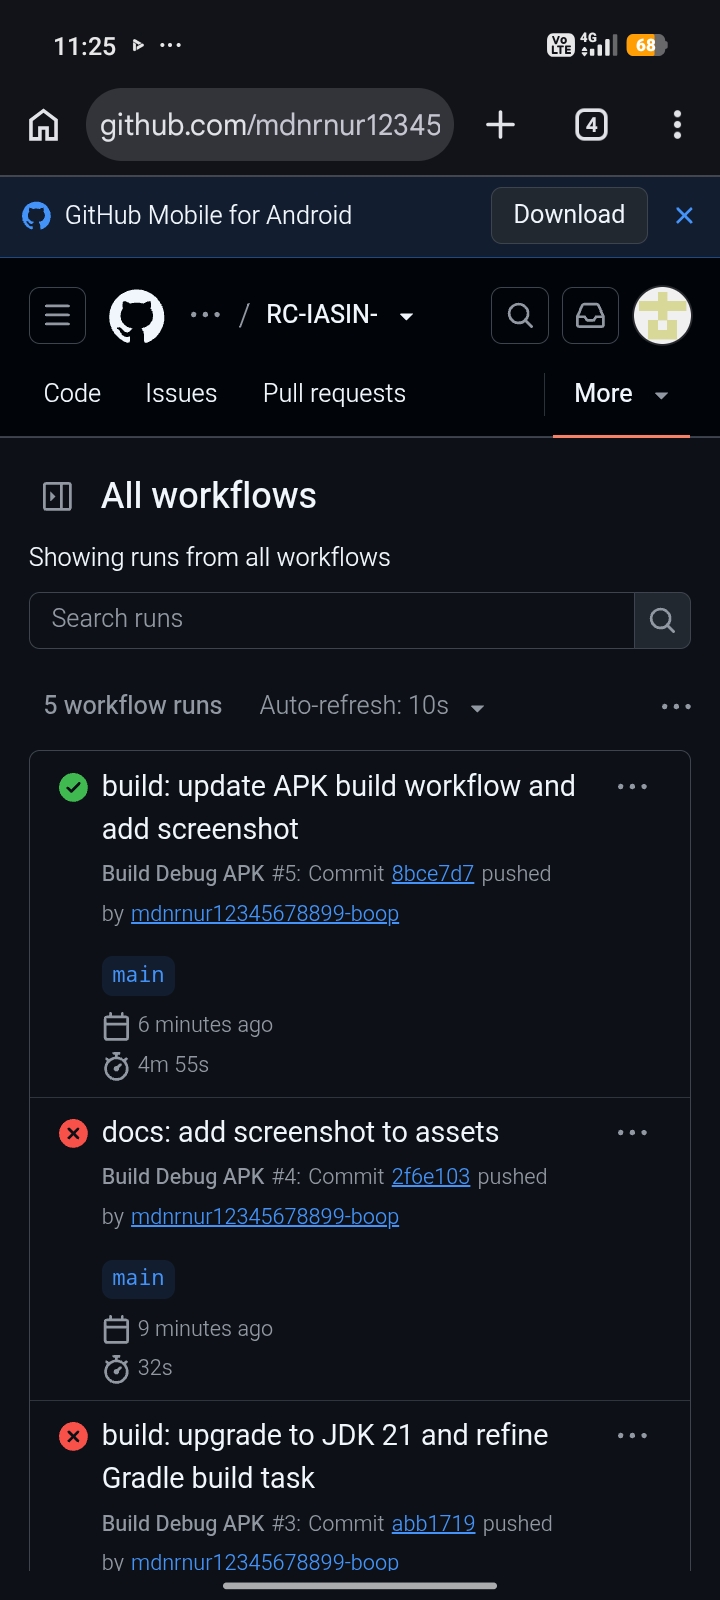 11:25
Vo LTE 4G 68
github.com/mdnrnur12345
4
GitHub Mobile for Android Download
/ RC-IASIN-
Code Issues Pull requests More
All workflows
Showing runs from all workflows
Search runs
5 workflow runs Auto-refresh: 10s
build: update APK build workflow and
add screenshot
Build Debug APK #5: Commit 8bce7d7 pushed
by mdnrnur12345678899-boop
main
6 minutes ago
4m 55s
docs: add screenshot to assets
Build Debug APK #4: Commit 2f6e103 pushed
by mdnrnur12345678899-boop
main
9 minutes ago
32s
build: upgrade to JDK 21 and refine
Gradle build task
Build Debug APK #3: Commit abb1719 pushed
by mdnrnur12345678899-boop